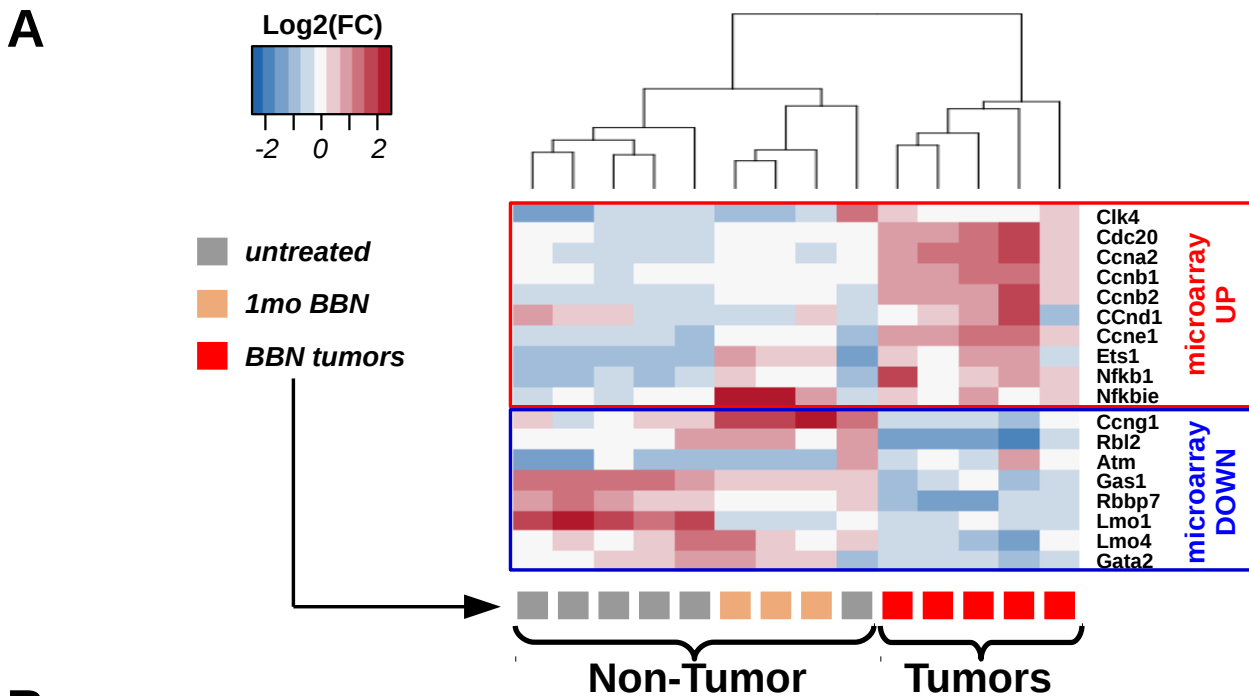 A
Log2(FC)
-2 0 2
untreated
1mo BBN
BBN tumors
Clk4
Cdc20
Ccna2
Ccnb1
Ccnb2
CCnd1
Ccne1
Ets1
Nfkb1
Nfkbie
microarray
UP
Ccng1
Rbl2
Atm
Gas1
Rbbp7
Lmo1
Lmo4
Gata2
microarray
DOWN
Non-Tumor Tumors